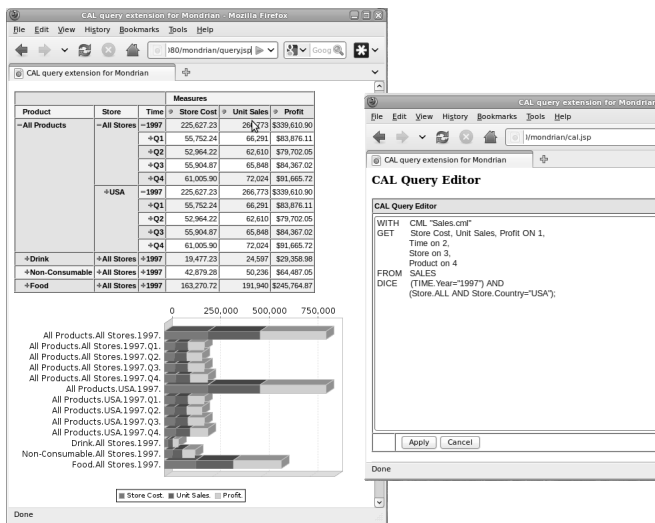 CAL query extension for Mondrian - Mozilla Firefox
File Edit View History Bookmarks Tools Help
)80/mondrian/query.jsp Goog
CAL query extension for Mondrian
Measures
Product Store Time Store Cost Unit Sales Profit
−All Products −All Stores −1997 225,627.23 266,773 $339,610.90
+Q1 55,752.24 66,291 $83,876.11
+Q2 52,964.22 62,610 $79,702.05
+Q3 55,904.87 65,848 $84,367.02
+Q4 61,005.90 72,024 $91,665.72
+USA −1997 225,627.23 266,773 $339,610.90
+Q1 55,752.24 66,291 $83,876.11
+Q2 52,964.22 62,610 $79,702.05
+Q3 55,904.87 65,848 $84,367.02
+Q4 61,005.90 72,024 $91,665.72
+Drink +All Stores +1997 19,477.23 24,597 $29,358.98
+Non-Consumable +All Stores +1997 42,879.28 50,236 $64,487.05
+Food +All Stores +1997 163,270.72 191,940 $245,764.87
0 250,000 500,000 750,000
All Products.All Stores.1997.
All Products.All Stores.1997.Q1.
All Products.All Stores.1997.Q2.
All Products.All Stores.1997.Q3.
All Products.All Stores.1997.Q4.
All Products.USA.1997.
All Products.USA.1997.Q1.
All Products.USA.1997.Q2.
All Products.USA.1997.Q3.
All Products.USA.1997.Q4.
Drink.All Stores.1997.
Non-Consumable.All Stores.1997.
Food.All Stores.1997.
Store Cost. Unit Sales. Profit.
Done
CAL query extension for Mondrian
File Edit View History Bookmarks Tools Help
l/mondrian/cal.jsp
CAL query extension for Mondrian
CAL Query Editor
CAL Query Editor
WITH CML "Sales.cml"
GET Store Cost, Unit Sales, Profit ON 1,
Time on 2,
Store on 3,
Product on 4
FROM SALES
DICE (TIME.Year="1997") AND
(Store.ALL AND Store.Country="USA");
Apply Cancel
Done